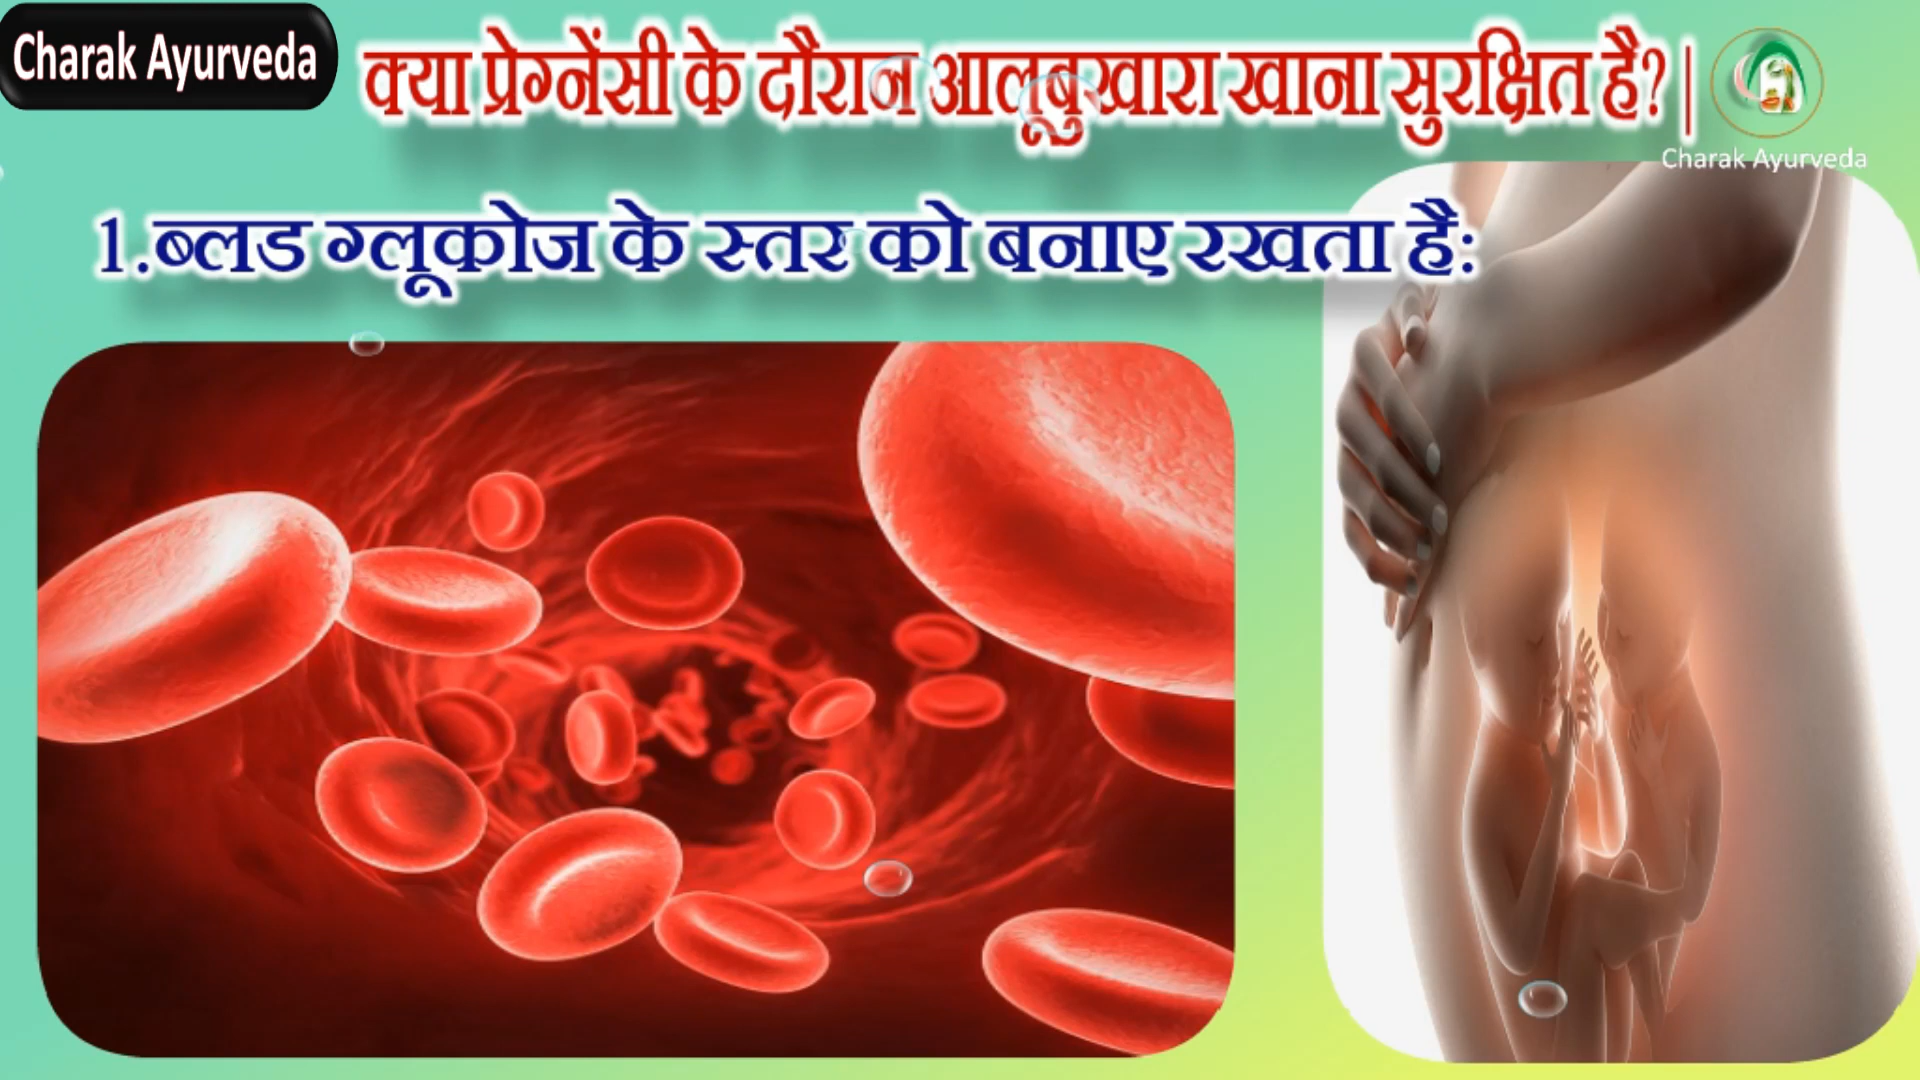 Charak Ayurveda
क्या प्रेग्नेंसी के दौरान आलूबुखारा खाना सुरक्षित है? |
Charak Ayurveda
1.ब्लड ग्लूकोज के स्तर को बनाए रखता है: